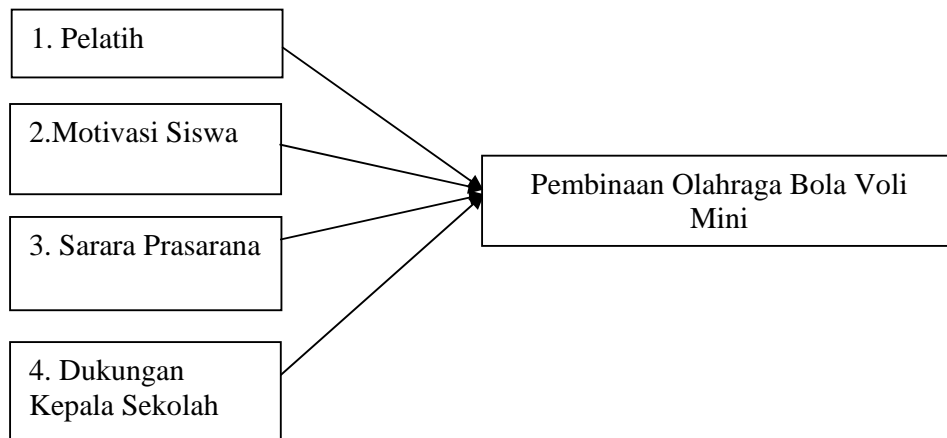 1. Pelatih
2.Motivasi Siswa
3. Sarara Prasarana
4. Dukungan
Kepala Sekolah
Pembinaan Olahraga Bola Voli
Mini